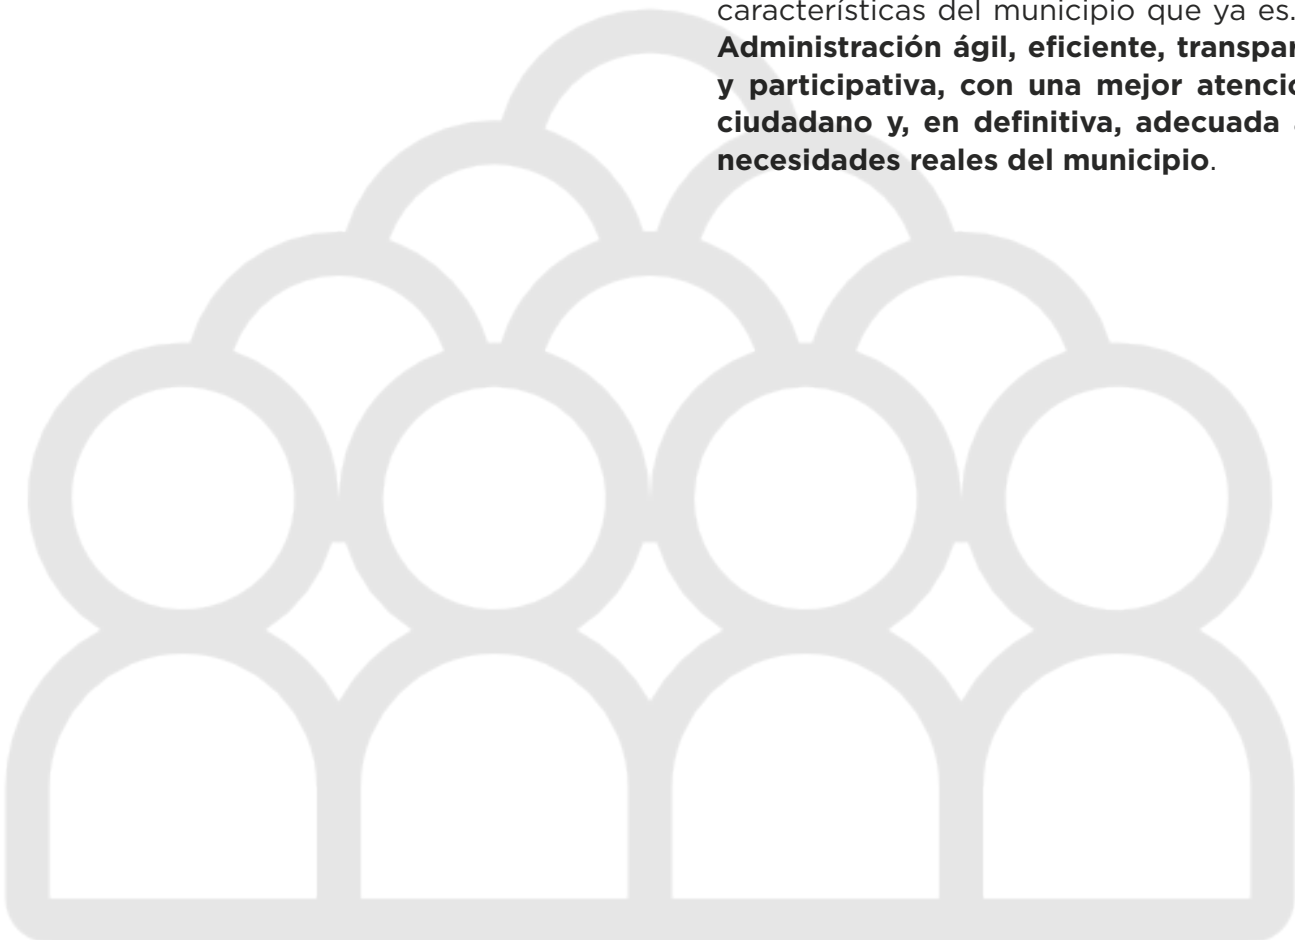 características del municipio que ya es.
Administración ágil, eficiente, transpar
y participativa, con una mejor atenci
ciudadano y, en definitiva, adecuada
necesidades reales del municipio.